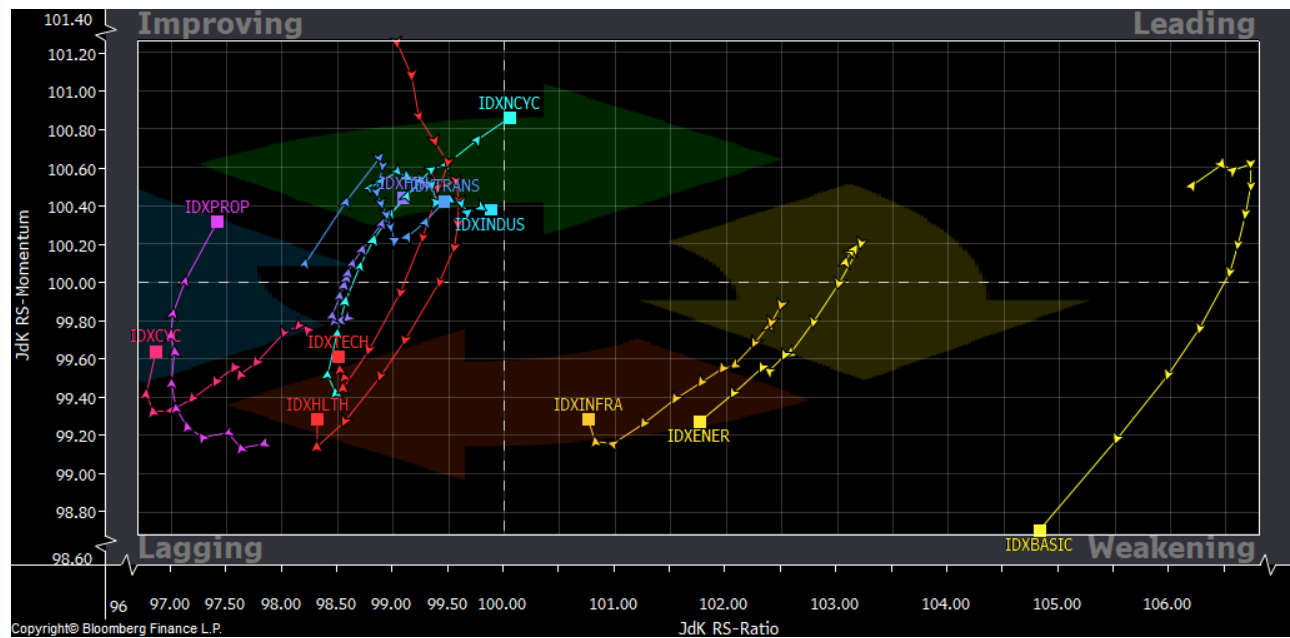 101.40
Improving
Leading
101.20
101.00
100.80
100.60
100.40
100.20
100.00
99.80
99.60
99.40
99.20
99.00
98.80
98.60
JdK RS-Momentum
IDXNCYC
IDXTRANS
IDXPROP
IDXINDUS
IDXCYC
IDXTECH
IDXHLTH
IDXINFRA
IDXENER
IDXBASIC
Lagging
Weakening
96 97.00 97.50 98.00 98.50 99.00 99.50 100.00 101.00 102.00 103.00 104.00 105.00 106.00
JdK RS-Ratio
Copyright© Bloomberg Finance L.P.